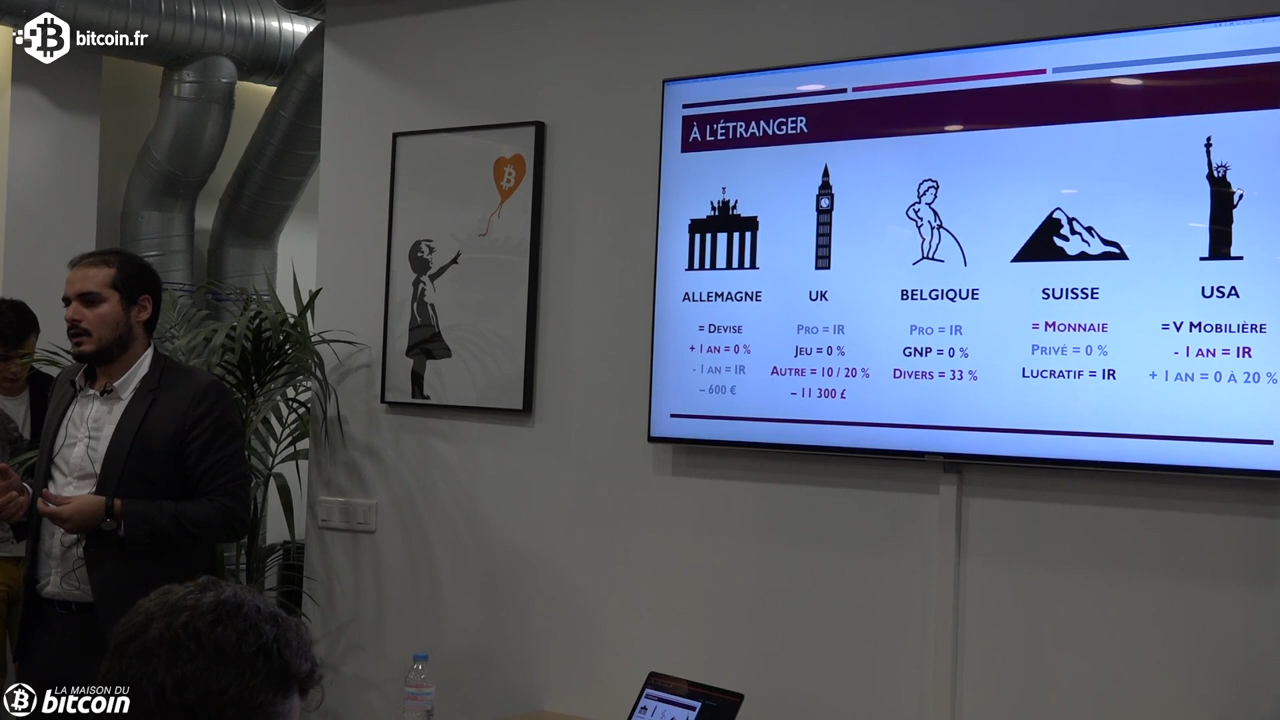 bitcoin.fr
À L'ÉTRANGER
ALLEMAGNE
= DEVISE
+ 1 AN = 0 %
- 1 AN = IR
– 600 €
UK
PRO = IR
JEU = 0 %
AUTRE = 10 / 20 %
– 11 300 £
BELGIQUE
PRO = IR
GNP = 0 %
DIVERS = 33 %
SUISSE
= MONNAIE
PRIVÉ = 0 %
LUCRATIF = IR
USA
= V MOBILIÈRE
- 1 AN = IR
+ 1 AN = 0 À 20 %
LA MAISON DU
bitcoin